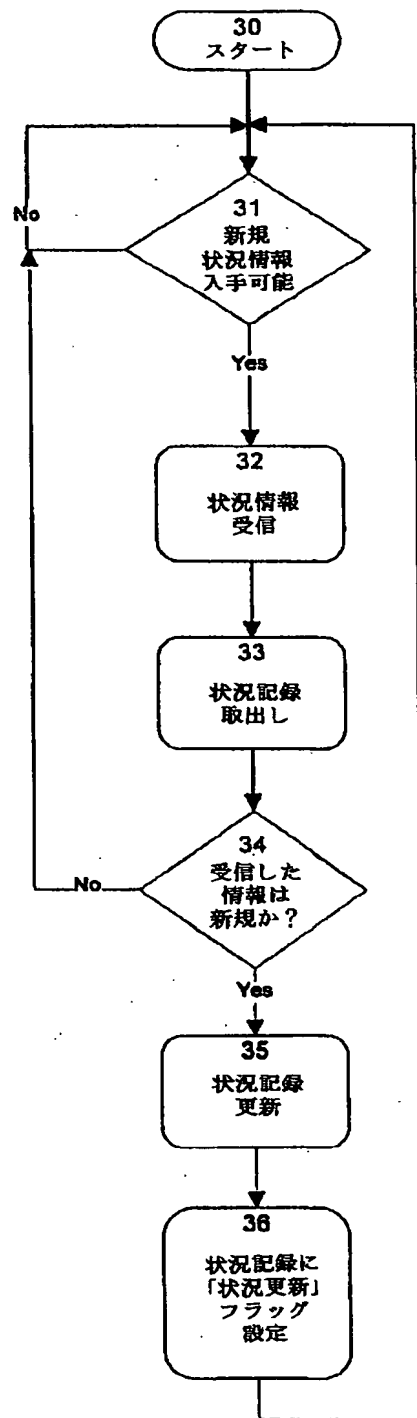 30
スタート
No
31
新規
状況情報
入手可能
Yes
32
状況情報
受信
33
状況記録
取出し
34
受信した
情報は
新規か？
No
Yes
35
状況記録
更新
36
状況記録に
「状況更新」
フラッグ
設定